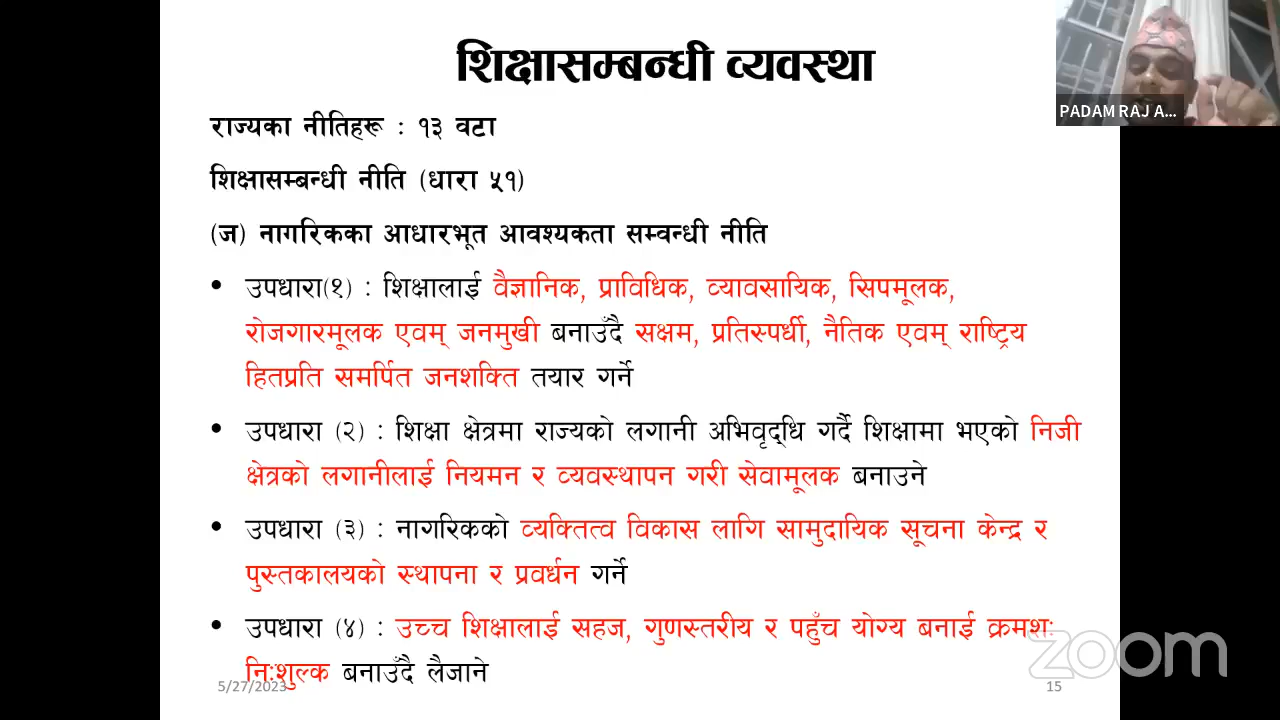 शिक्षासम्बन्धी व्यवस्था
PADAM RAJ A...
राज्यका नीतिहरू : १३ वटा
शिक्षासम्बन्धी नीति (धारा ५१)
(ज) नागरिकका आधारभूत आवश्यकता सम्वन्धी नीति
• उपधारा(१) : शिक्षालाई वैज्ञानिक, प्राविधिक, व्यावसायिक, सिपमूलक,
रोजगारमूलक एवम् जनमुखी बनाउँदै सक्षम, प्रतिस्पर्धी, नैतिक एवम् राष्ट्रिय
हितप्रति समर्पित जनशक्ति तयार गर्ने
• उपधारा (२) : शिक्षा क्षेत्रमा राज्यको लगानी अभिवृद्धि गर्दै शिक्षामा भएको निजी
क्षेत्रको लगानीलाई नियमन र व्यवस्थापन गरी सेवामूलक बनाउने
• उपधारा (३) : नागरिकको व्यक्तित्व विकास लागि सामुदायिक सूचना केन्द्र र
पुस्तकालयको स्थापना र प्रवर्धन गर्ने
• उपधारा (४) : उच्च शिक्षालाई सहज, गुणस्तरीय र पहुँच योग्य बनाई क्रमशः
निःशुल्क बनाउँदै लैजाने
zoom
5/27/2023
15